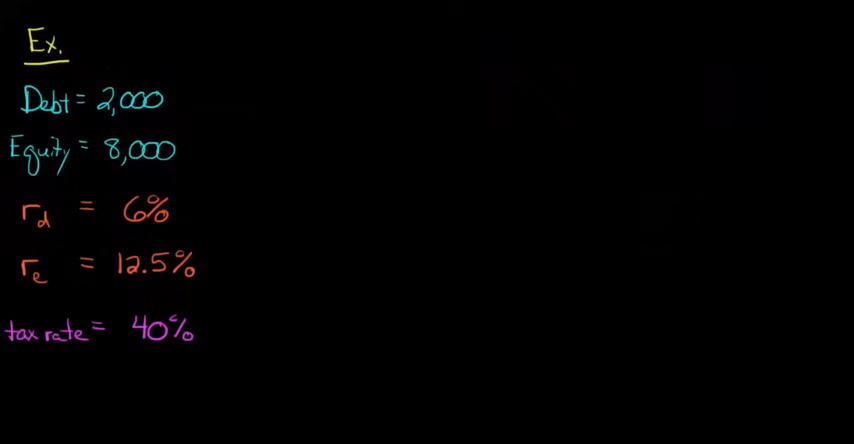 Ex.
Debt = 2,000
Equity = 8,000
rd = 6%
re = 12.5%
tax rate = 40%